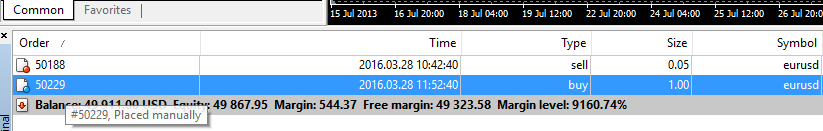 Common Favorites
15 Jul 2013 16 Jul 20:00 18 Jul 04:00 19 Jul 12:00 22 Jul 20:00 24 Jul 04:00 25 Jul 12:00 26 Jul 20:00
Order / Time Type Size Symbol
50188 2016.03.28 10:42:40 sell 0.05 eurusd
50229 2016.03.28 11:52:40 buy 1.00 eurusd
Balance: 49 911.00 USD Equity: 49 867.95 Margin: 544.37 Free margin: 49 323.58 Margin level: 9160.74%
#50229, Placed manually